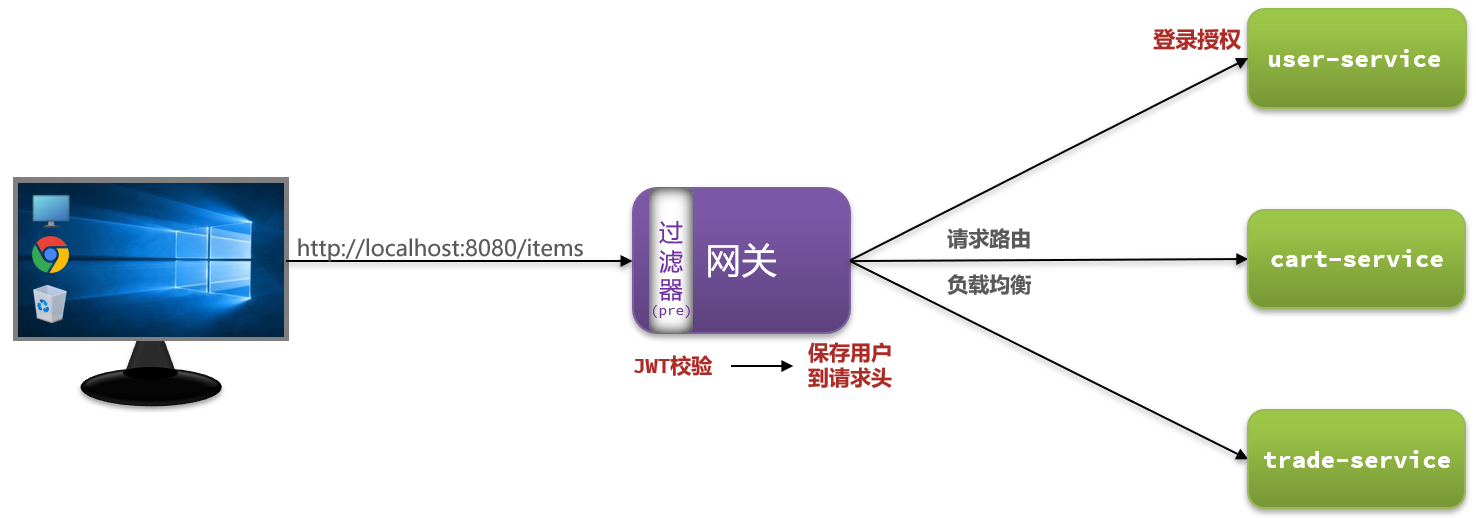 登录授权
user-service
http://localhost:8080/items
过
滤
器
(pre)
网关
请求路由
负载均衡
cart-service
JWT校验
保存用户
到请求头
trade-service